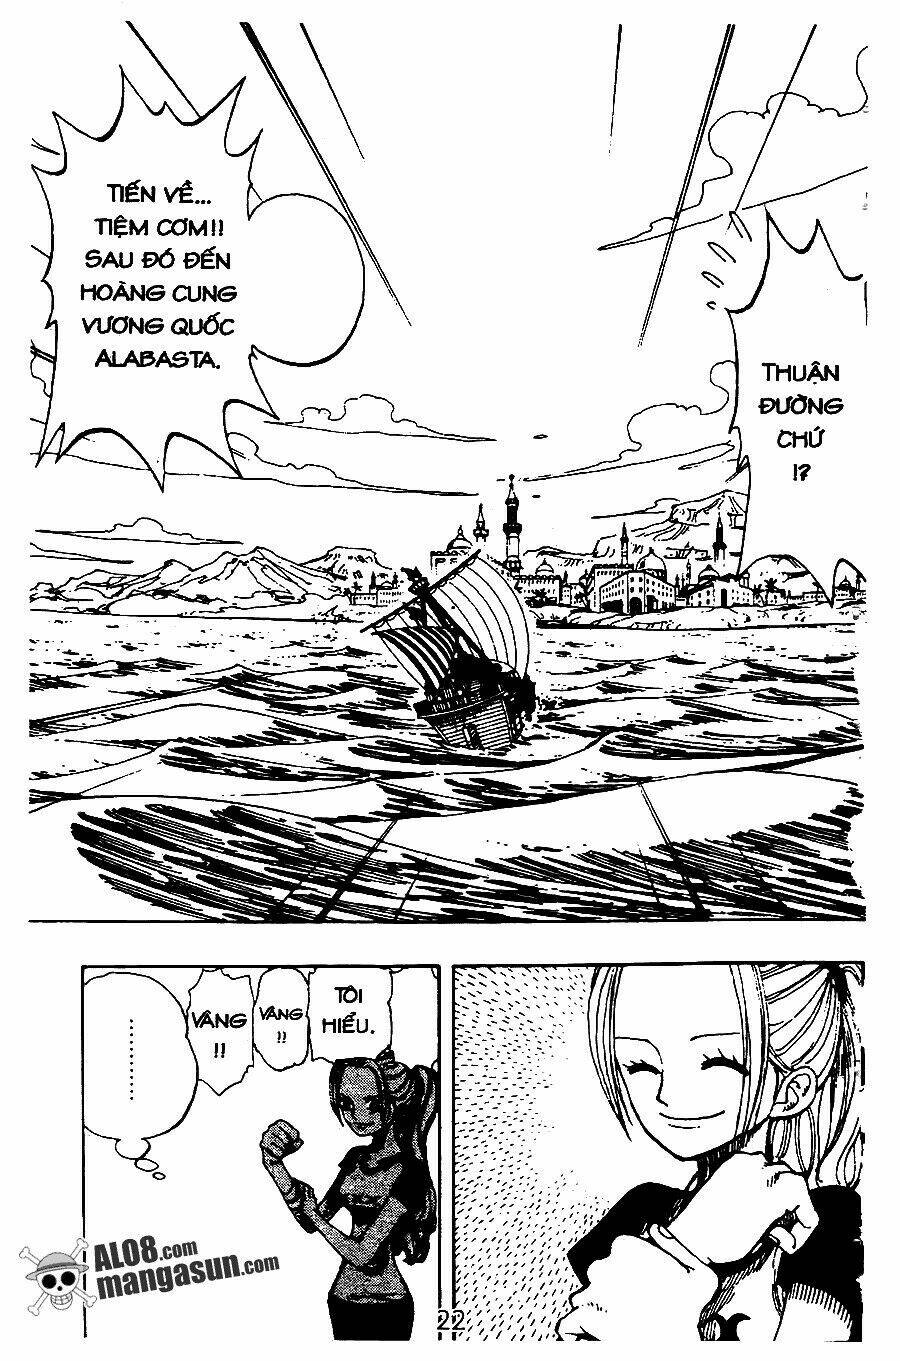 THUẬN
ĐƯỜNG
CHỨ
!?
TIẾN VỀ...
TIỆM CƠM!!
SAU ĐÓ ĐẾN
HOÀNG CUNG
VƯƠNG QUỐC
ALABASTA.
TÔI
HIỂU.
VÂNG
!!
VÂNG
!!
..........
AL08.com
mangasun.com
22